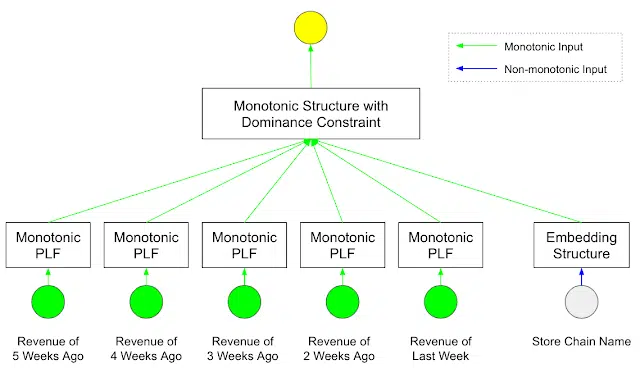 Monotonic Input
Non-monotonic Input
Monotonic Structure with
Dominance Constraint
Monotonic
PLF
Monotonic
PLF
Monotonic
PLF
Monotonic
PLF
Monotonic
PLF
Embedding
Structure
Revenue of
5 Weeks Ago
Revenue of
4 Weeks Ago
Revenue of
3 Weeks Ago
Revenue of
2 Weeks Ago
Revenue of
Last Week
Store Chain Name